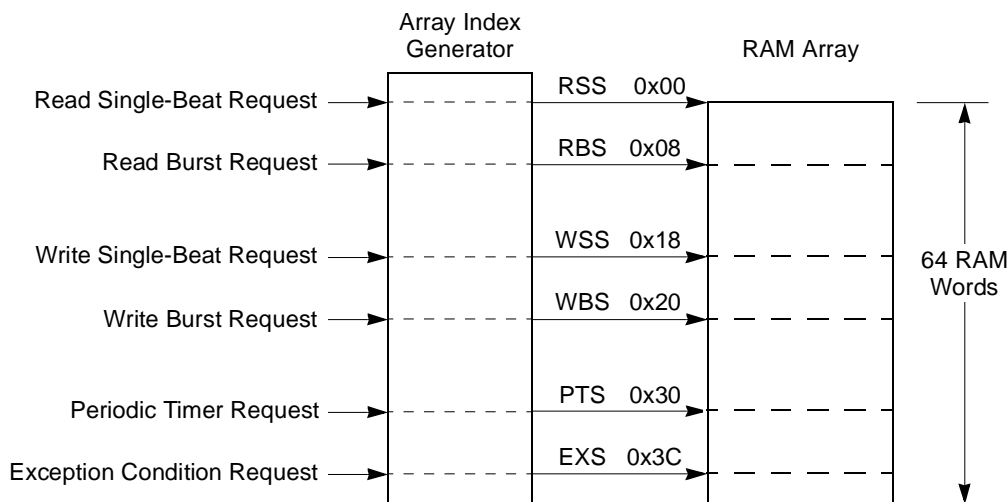 Array Index
Generator
RAM Array
Read Single-Beat Request
RSS 0x00
Read Burst Request
RBS 0x08
Write Single-Beat Request
WSS 0x18
64 RAM
Words
Write Burst Request
WBS 0x20
Periodic Timer Request
PTS 0x30
Exception Condition Request
EXS 0x3C